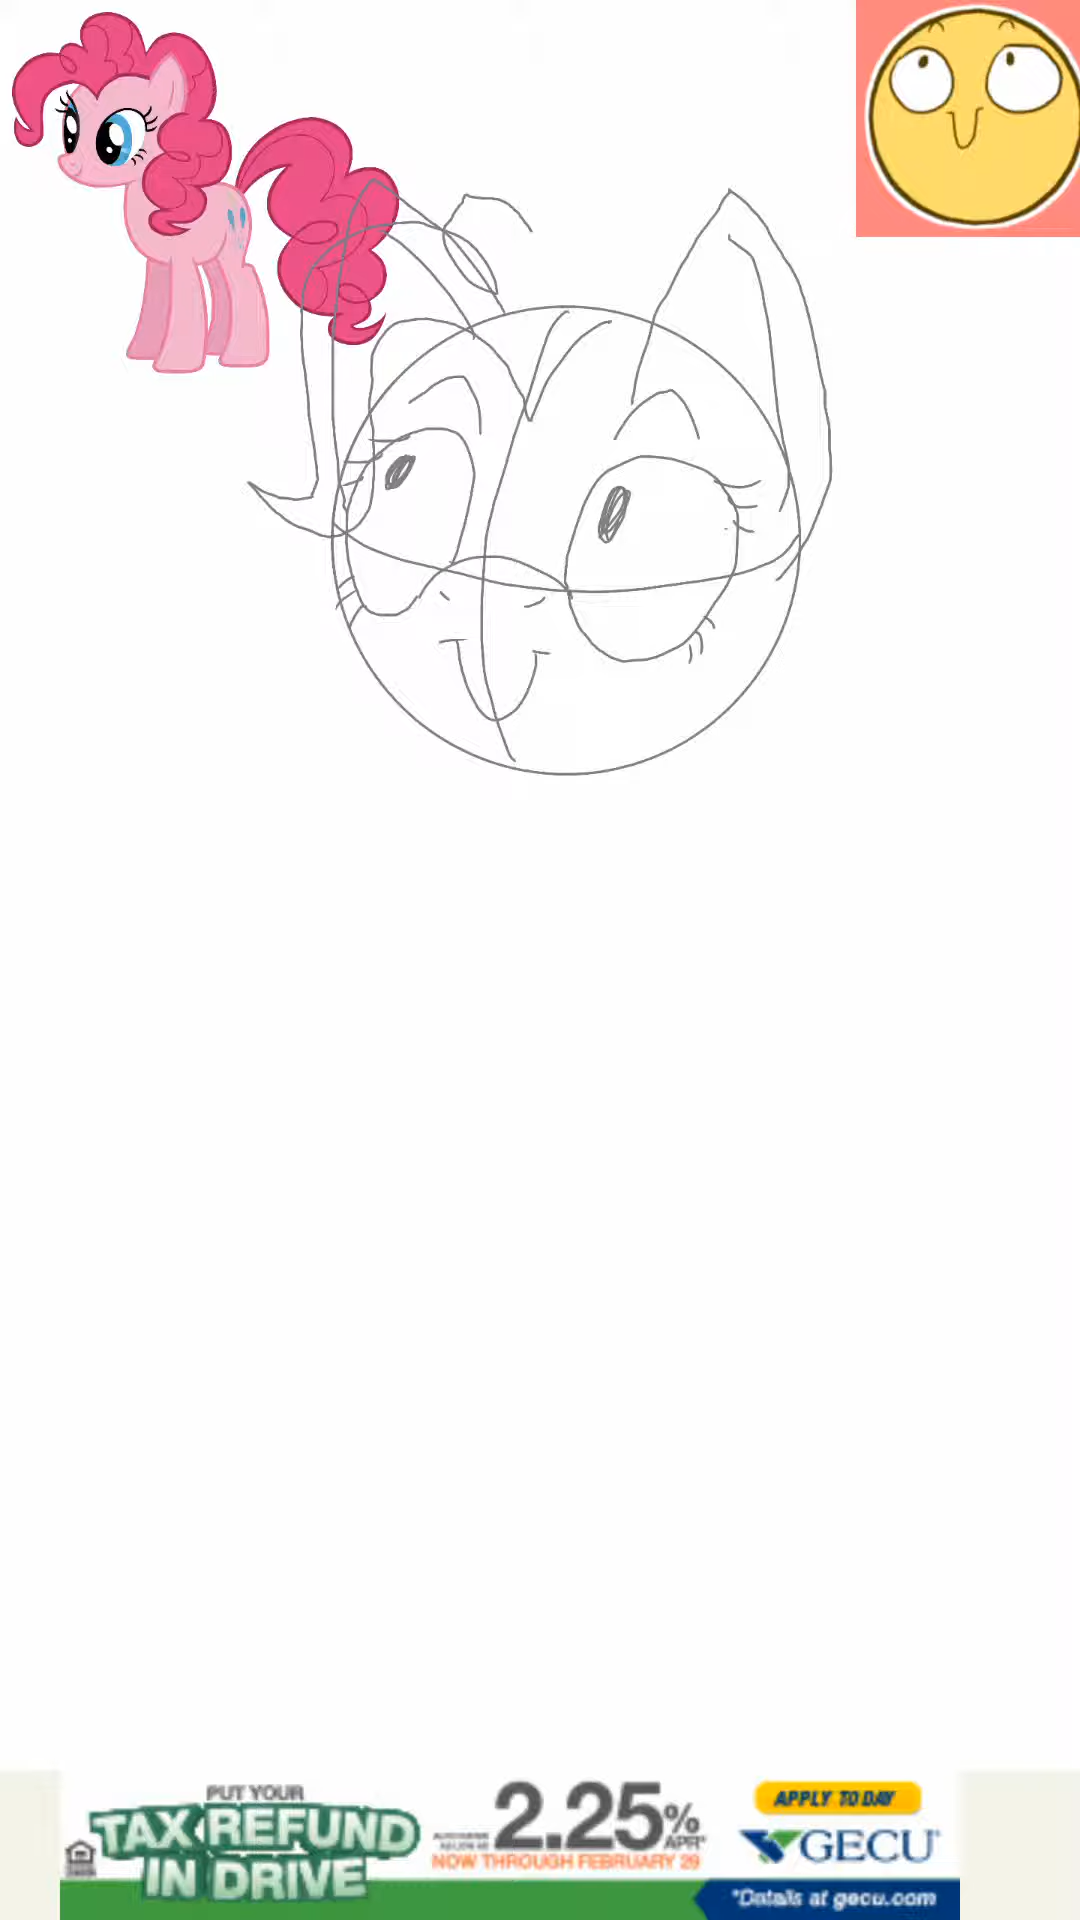 PUT YOUR
TAX REFUND
IN DRIVE
2.25%
APR*
NOW THROUGH FEBRUARY 29
APPLY TODAY
GECU
*Details at gecu.com